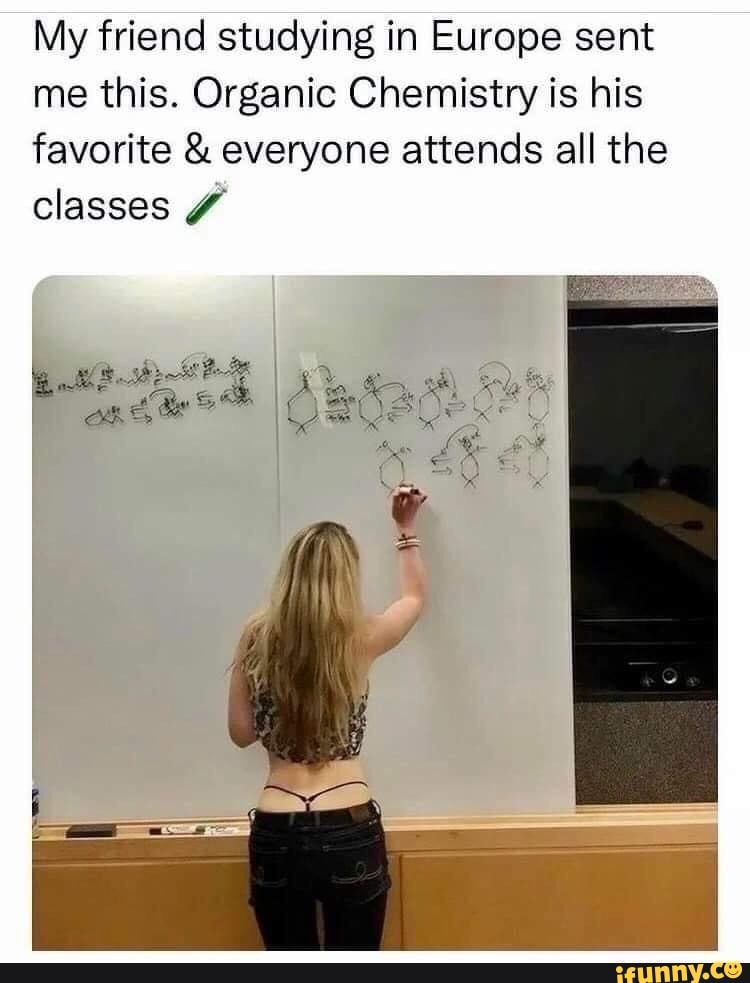 My friend studying in Europe sent
me this. Organic Chemistry is his
favorite & everyone attends all the
classes
ifunny.co